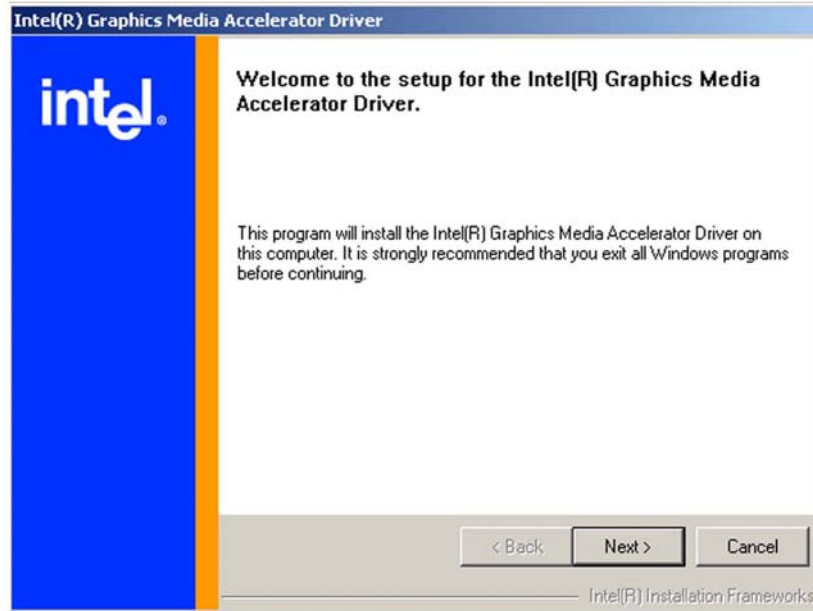 Intel(R) Graphics Media Accelerator Driver
intel®
Welcome to the setup for the Intel(R) Graphics Media
Accelerator Driver.
This program will install the Intel(R) Graphics Media Accelerator Driver on
this computer. It is strongly recommended that you exit all Windows programs
before continuing.
< Back
Next >
Cancel
Intel(R) Installation Frameworks